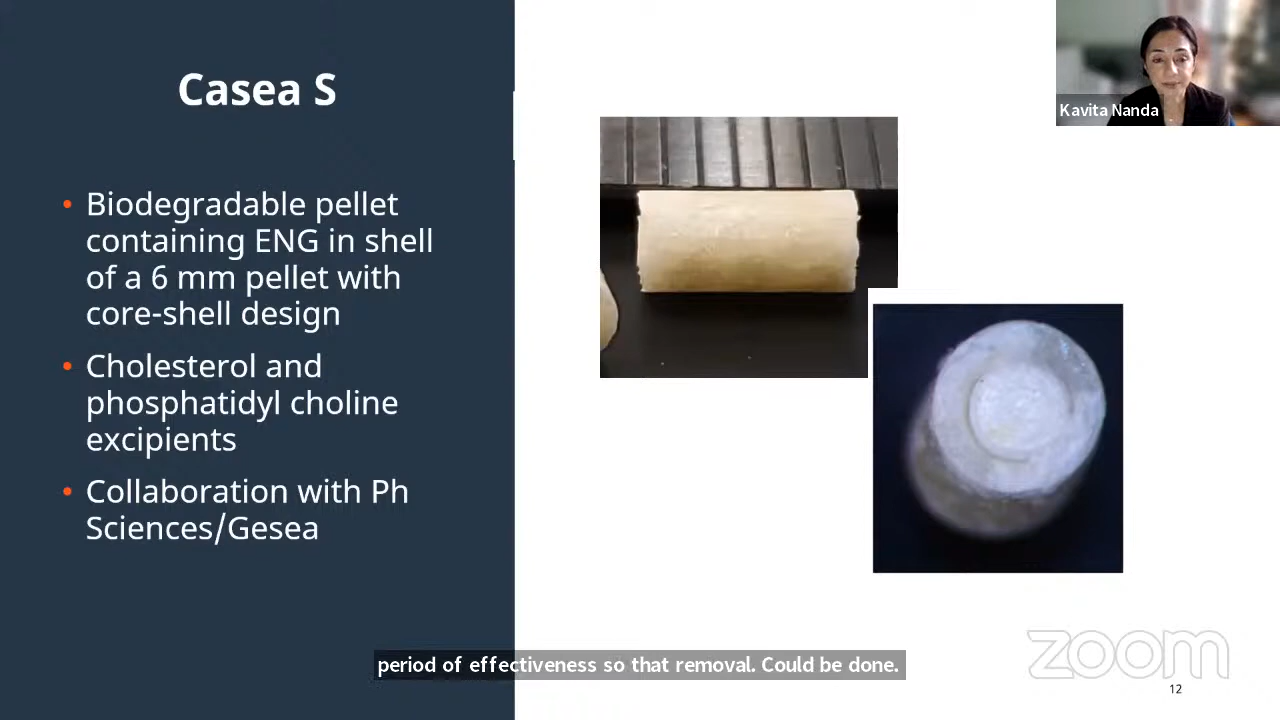 Casea S
• Biodegradable pellet
containing ENG in shell
of a 6 mm pellet with
core-shell design
• Cholesterol and
phosphatidyl choline
excipients
• Collaboration with Ph
Sciences/Gesea
Kavita Nanda
period of effectiveness so that removal. Could be done.
zoom
12